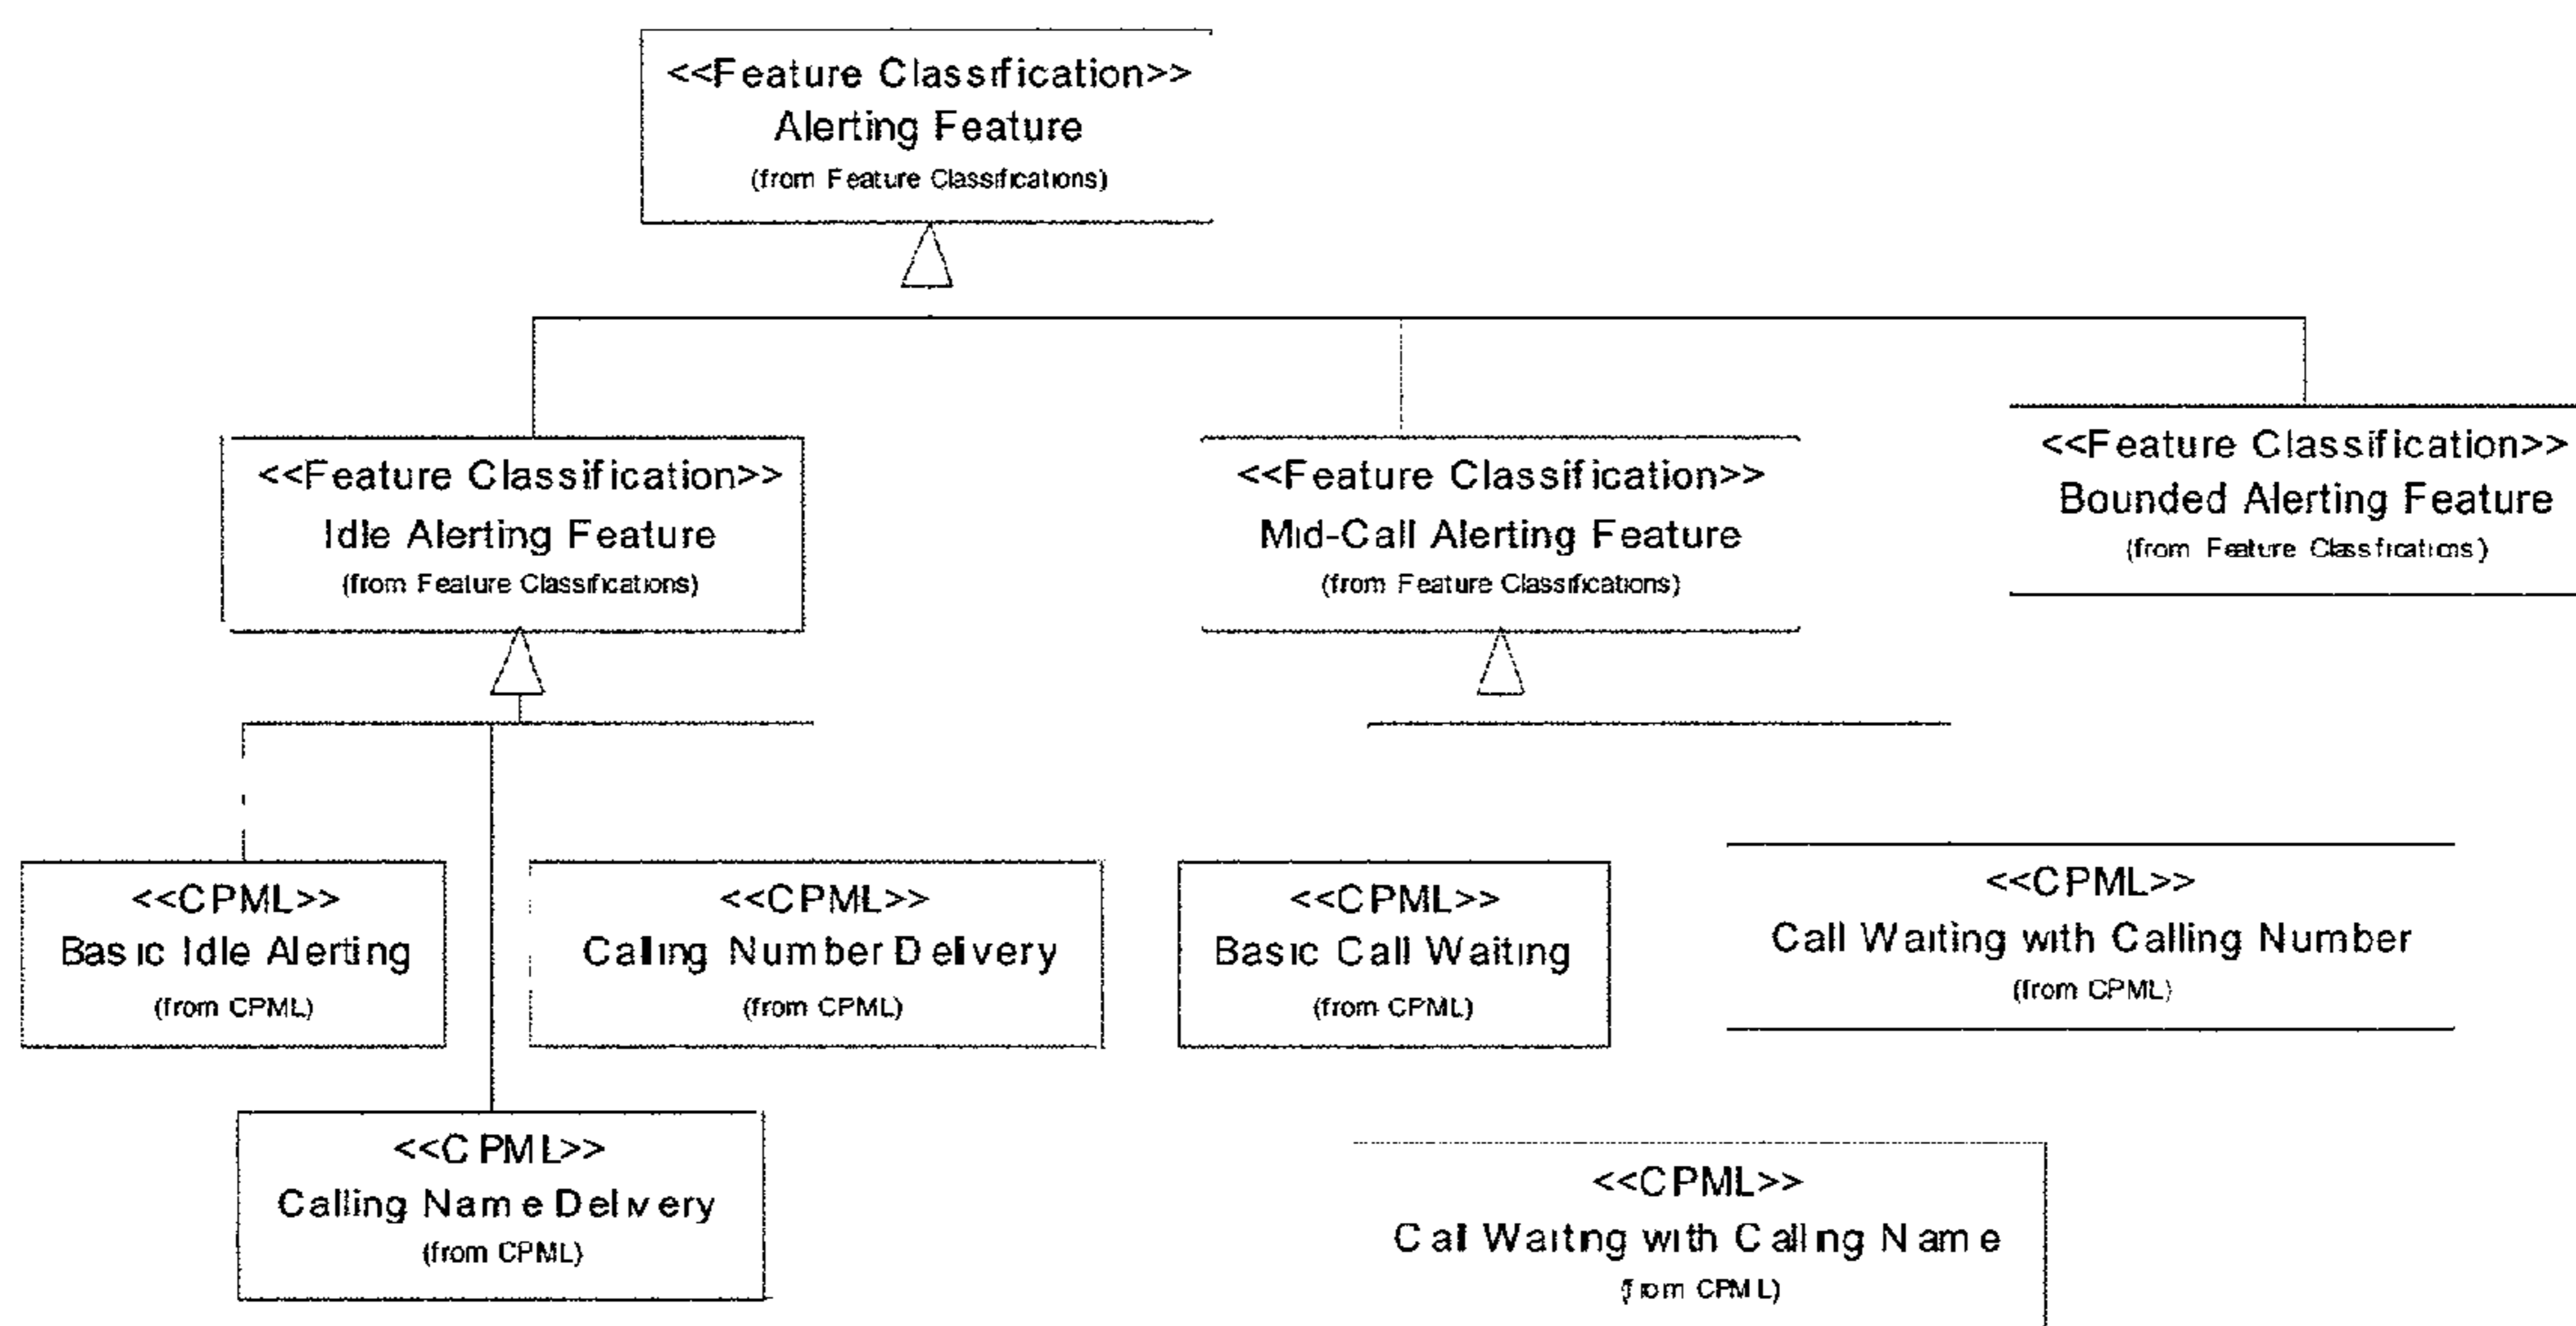 <<Feature Classification>>
Alerting Feature
(from Feature Classifications)
<<Feature Classification>>
Idle Alerting Feature
(from Feature Classifications)
<<Feature Classification>>
Mid-Call Alerting Feature
(from Feature Classifications)
<<Feature Classification>>
Bounded Alerting Feature
(from Feature Classifications)
<<CPML>>
Basic Idle Alerting
(from CPML)
<<CPML>>
Calling Number Delivery
(from CPML)
<<CPML>>
Basic Call Waiting
(from CPML)
<<CPML>>
Call Waiting with Calling Number
(from CPML)
<<CPML>>
Calling Name Delivery
(from CPML)
<<CPML>>
Call Waiting with Calling Name
(from CPML)